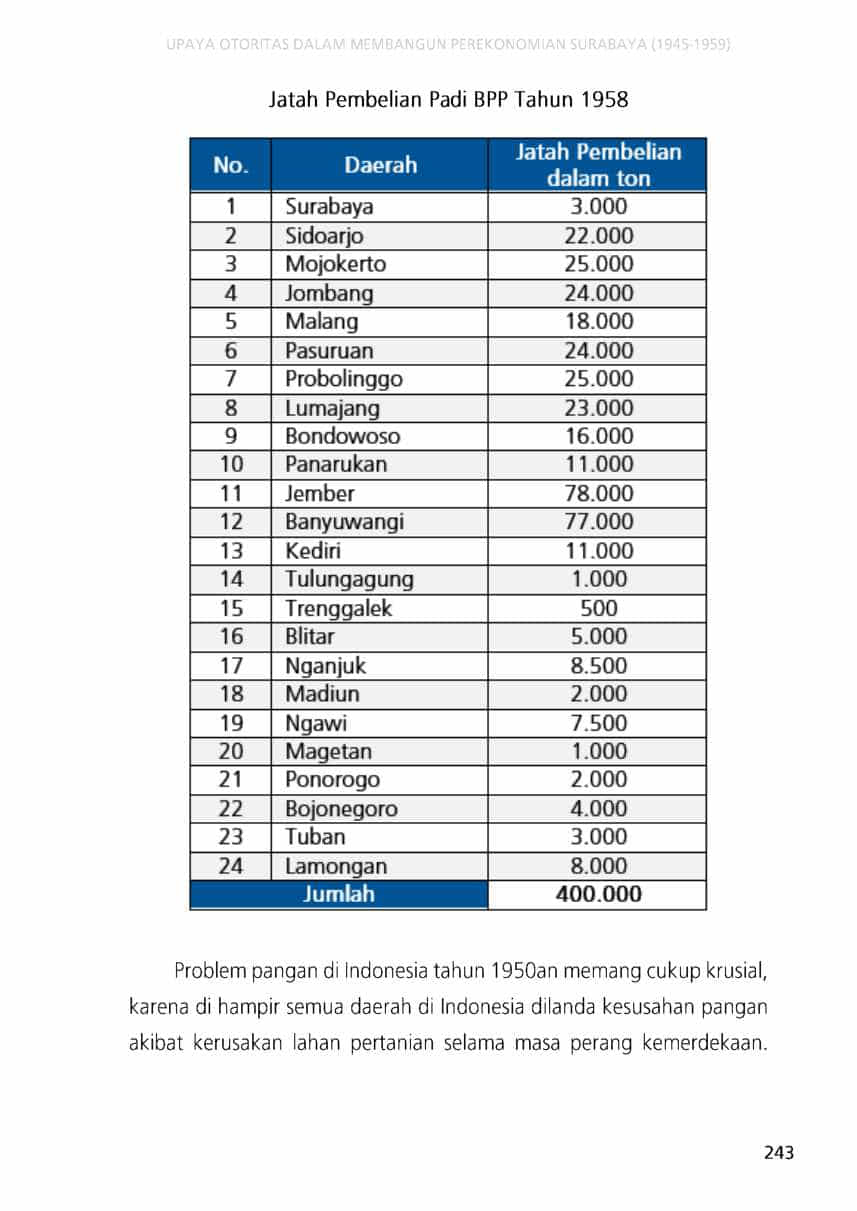 UPAYA OTORITAS DALAM MEMBANGUN PEREKONOMIAN SURABAYA (1945-1959)
Jatah Pembelian Padi BPP Tahun 1958
No. Daerah Jatah Pembelian dalam ton
1 Surabaya 3.000
2 Sidoarjo 22.000
3 Mojokerto 25.000
4 Jombang 24.000
5 Malang 18.000
6 Pasuruan 24.000
7 Probolinggo 25.000
8 Lumajang 23.000
9 Bondowoso 16.000
10 Panarukan 11.000
11 Jember 78.000
12 Banyuwangi 77.000
13 Kediri 11.000
14 Tulungagung 1.000
15 Trenggalek 500
16 Blitar 5.000
17 Nganjuk 8.500
18 Madiun 2.000
19 Ngawi 7.500
20 Magetan 1.000
21 Ponorogo 2.000
22 Bojonegoro 4.000
23 Tuban 3.000
24 Lamongan 8.000
Jumlah 400.000
Problem pangan di Indonesia tahun 1950an memang cukup krusial,
karena di hampir semua daerah di Indonesia dilanda kesusahan pangan
akibat kerusakan lahan pertanian selama masa perang kemerdekaan.
243